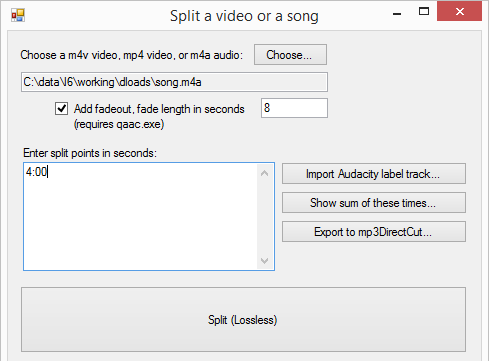 Split a video or a song
Choose a m4v video, mp4 video, or m4a audio: Choose...
C:\data\l6\working\dloads\song.m4a
Add fadeout, fade length in seconds 8
(requires qaac.exe)
Enter split points in seconds:
4:00
Import Audacity label track...
Show sum of these times...
Export to mp3DirectCut...
Split (Lossless)